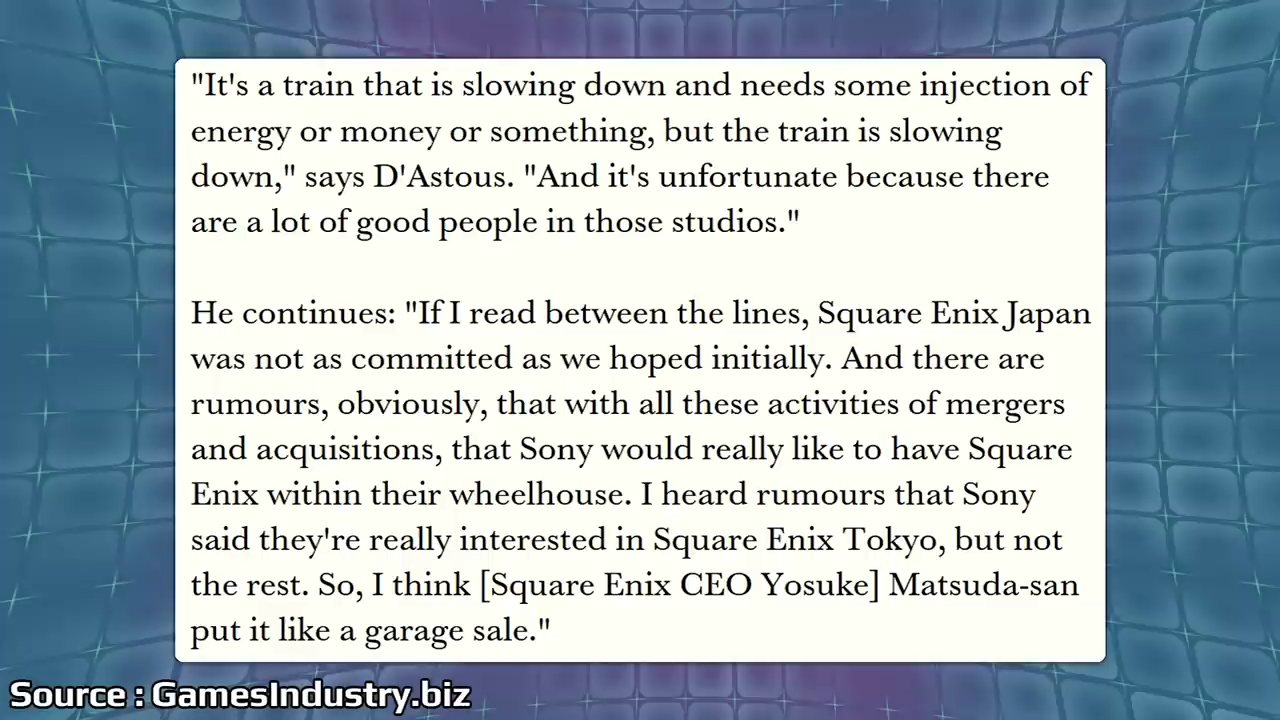 "It's a train that is slowing down and needs some injection of
energy or money or something, but the train is slowing
down," says D'Astous. "And it's unfortunate because there
are a lot of good people in those studios."
He continues: "If I read between the lines, Square Enix Japan
was not as committed as we hoped initially. And there are
rumours, obviously, that with all these activities of mergers
and acquisitions, that Sony would really like to have Square
Enix within their wheelhouse. I heard rumours that Sony
said they're really interested in Square Enix Tokyo, but not
the rest. So, I think [Square Enix CEO Yosuke] Matsuda-san
put it like a garage sale."
Source : GamesIndustry.biz